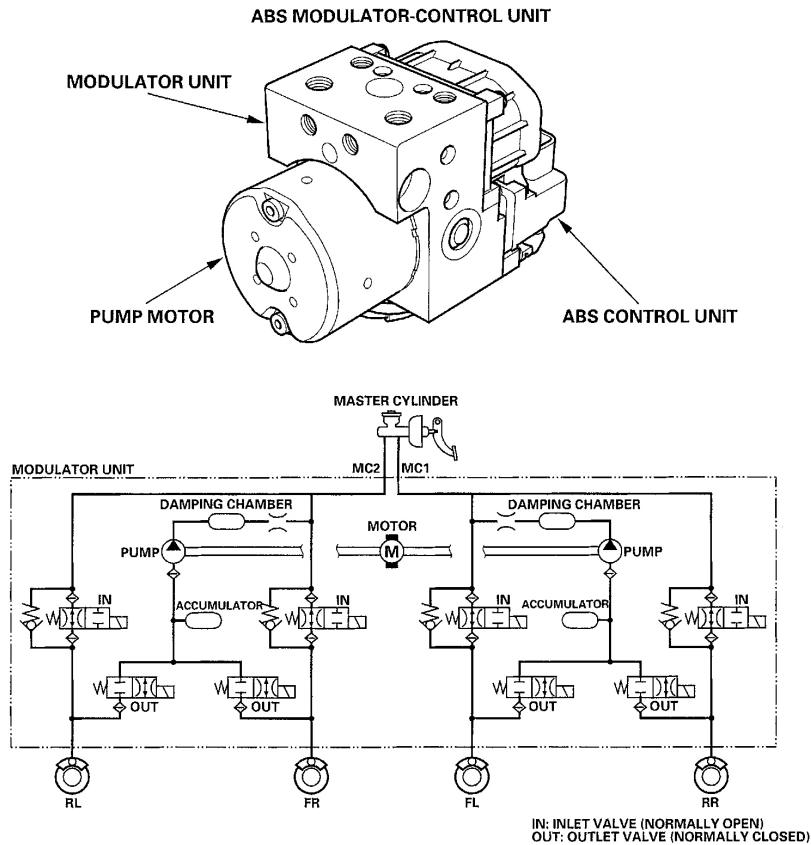 ABS MODULATOR-CONTROL UNIT
MODULATOR UNIT
PUMP MOTOR
ABS CONTROL UNIT
MASTER CYLINDER
MC2 MC1
MODULATOR UNIT
DAMPING CHAMBER
DAMPING CHAMBER
MOTOR
PUMP
M
PUMP
IN
ACCUMULATOR
IN
IN
ACCUMULATOR
IN
OUT
OUT
OUT
OUT
RL
FR
FL
RR
IN: INLET VALVE (NORMALLY OPEN)
OUT: OUTLET VALVE (NORMALLY CLOSED)